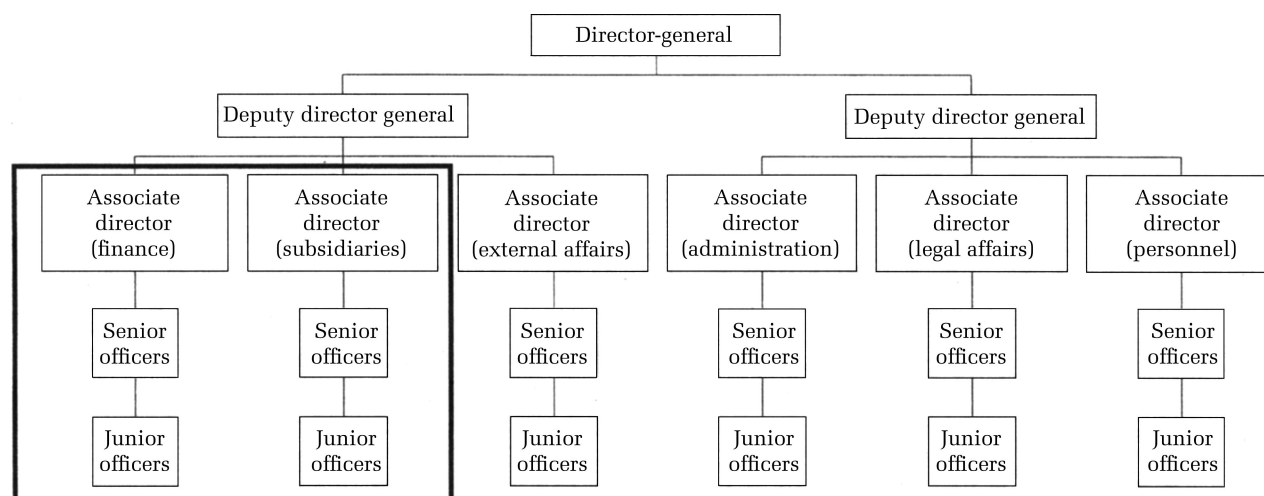 Director-general
Deputy director general
Deputy director general
Associate
director
(finance)
Associate
director
(subsidiaries)
Associate
director
(external affairs)
Associate
director
(administration)
Associate
director
(legal affairs)
Associate
director
(personnel)
Senior
officers
Senior
officers
Senior
officers
Senior
officers
Senior
officers
Senior
officers
Junior
officers
Junior
officers
Junior
officers
Junior
officers
Junior
officers
Junior
officers